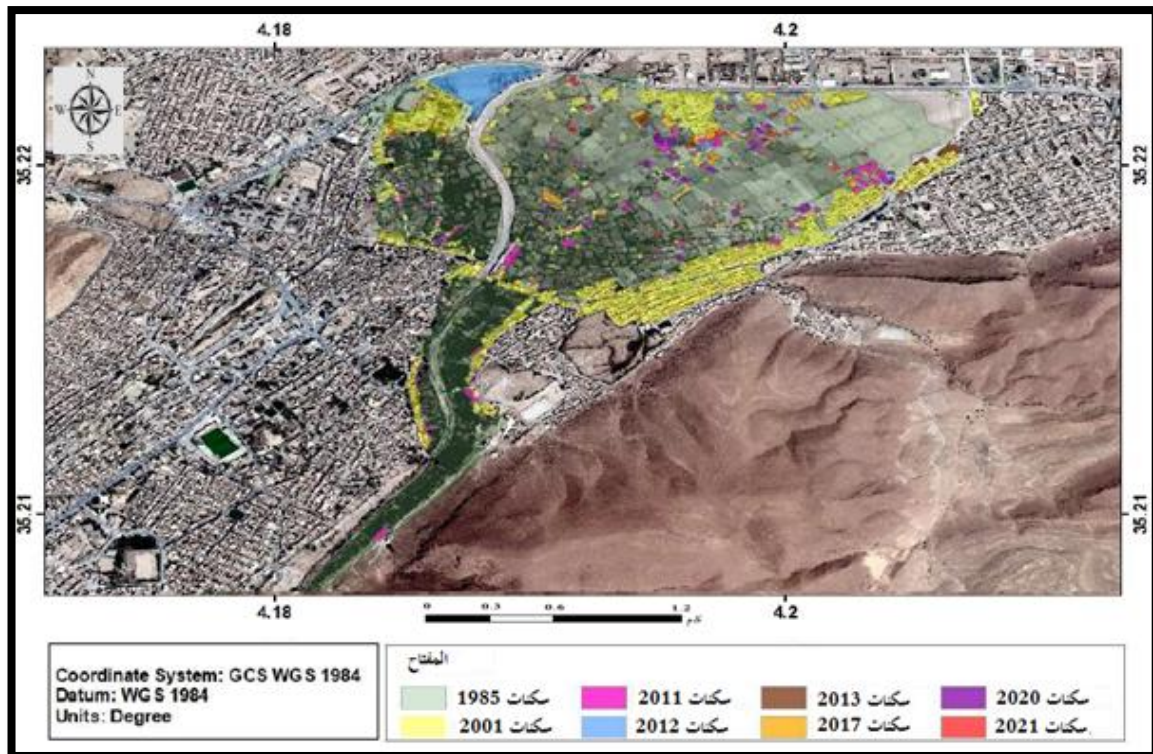 4.18 4.2
N
W E
S
35.22 35.22
35.21 35.21
4.18 4.2
0 0.3 0.6 1.2
كم
Coordinate System: GCS WGS 1984
Datum: WGS 1984
Units: Degree
المفتاح
سكنات 1985 سكنات 2011 سكنات 2013 سكنات 2020
سكنات 2001 سكنات 2012 سكنات 2017 سكنات 2021